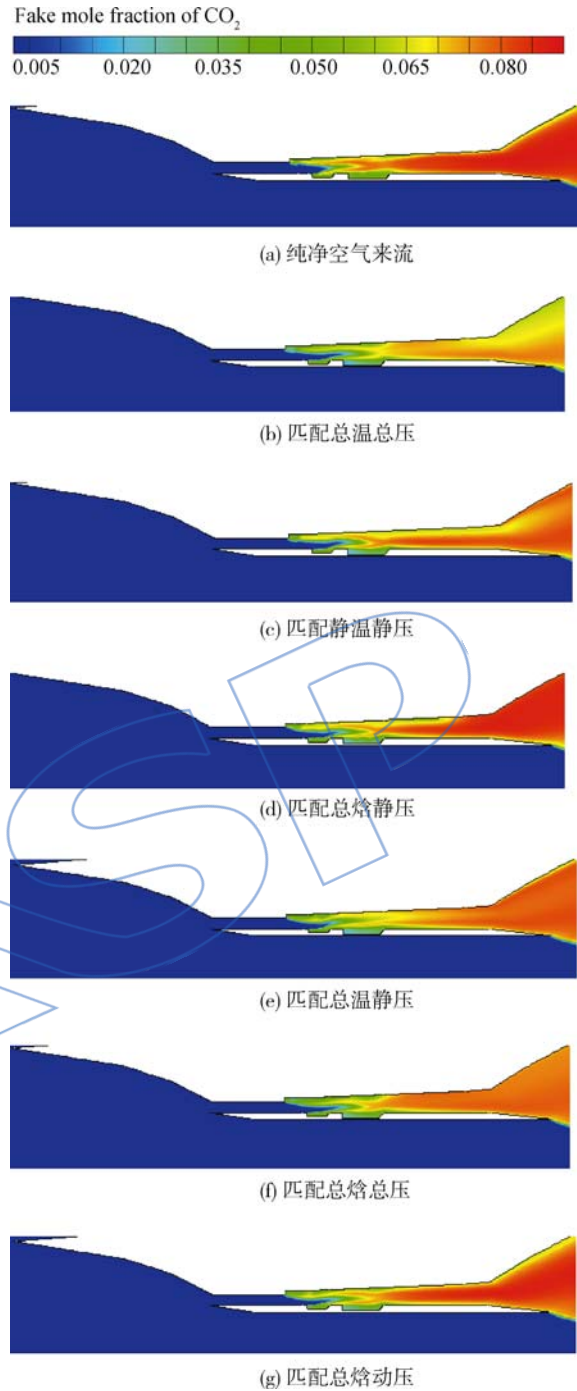 Fake mole fraction of CO₂
0.005 0.020 0.035 0.050 0.065 0.080
(a) 纯净空气来流
(b) 匹配总温总压
(c) 匹配静温静压
(d) 匹配总焓静压
(e) 匹配总温静压
(f) 匹配总焓总压
(g) 匹配总焓动压